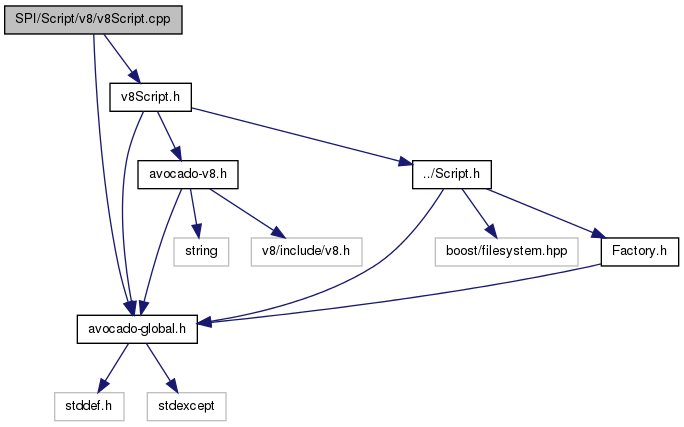 SPI/Script/v8/v8Script.cpp
v8Script.h
avocado-v8.h
../Script.h
string
v8/include/v8.h
boost/filesystem.hpp
Factory.h
avocado-global.h
stddef.h
stdexcept